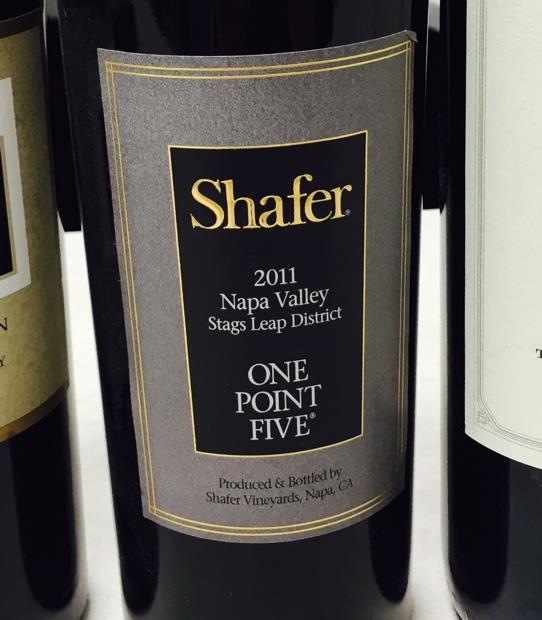 Shafer®
2011
Napa Valley
Stags Leap District
ONE
POINT
FIVE®
Produced & Bottled by
Shafer Vineyards, Napa, CA
N
Y
T